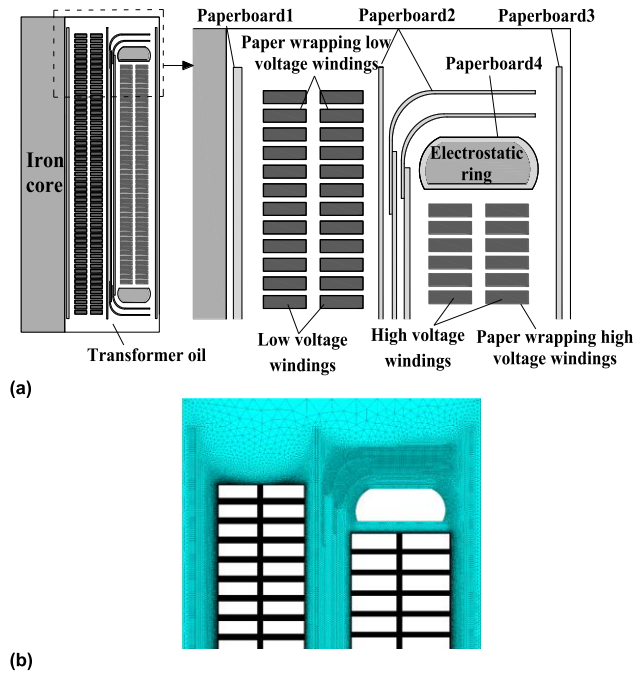 Paperboard1
Paperboard2
Paperboard3
Paper wrapping low
voltage windings
Paperboard4
Iron
core
Electrostatic
ring
Transformer oil
Low voltage
windings
High voltage
windings
Paper wrapping high
voltage windings
(a)
(b)